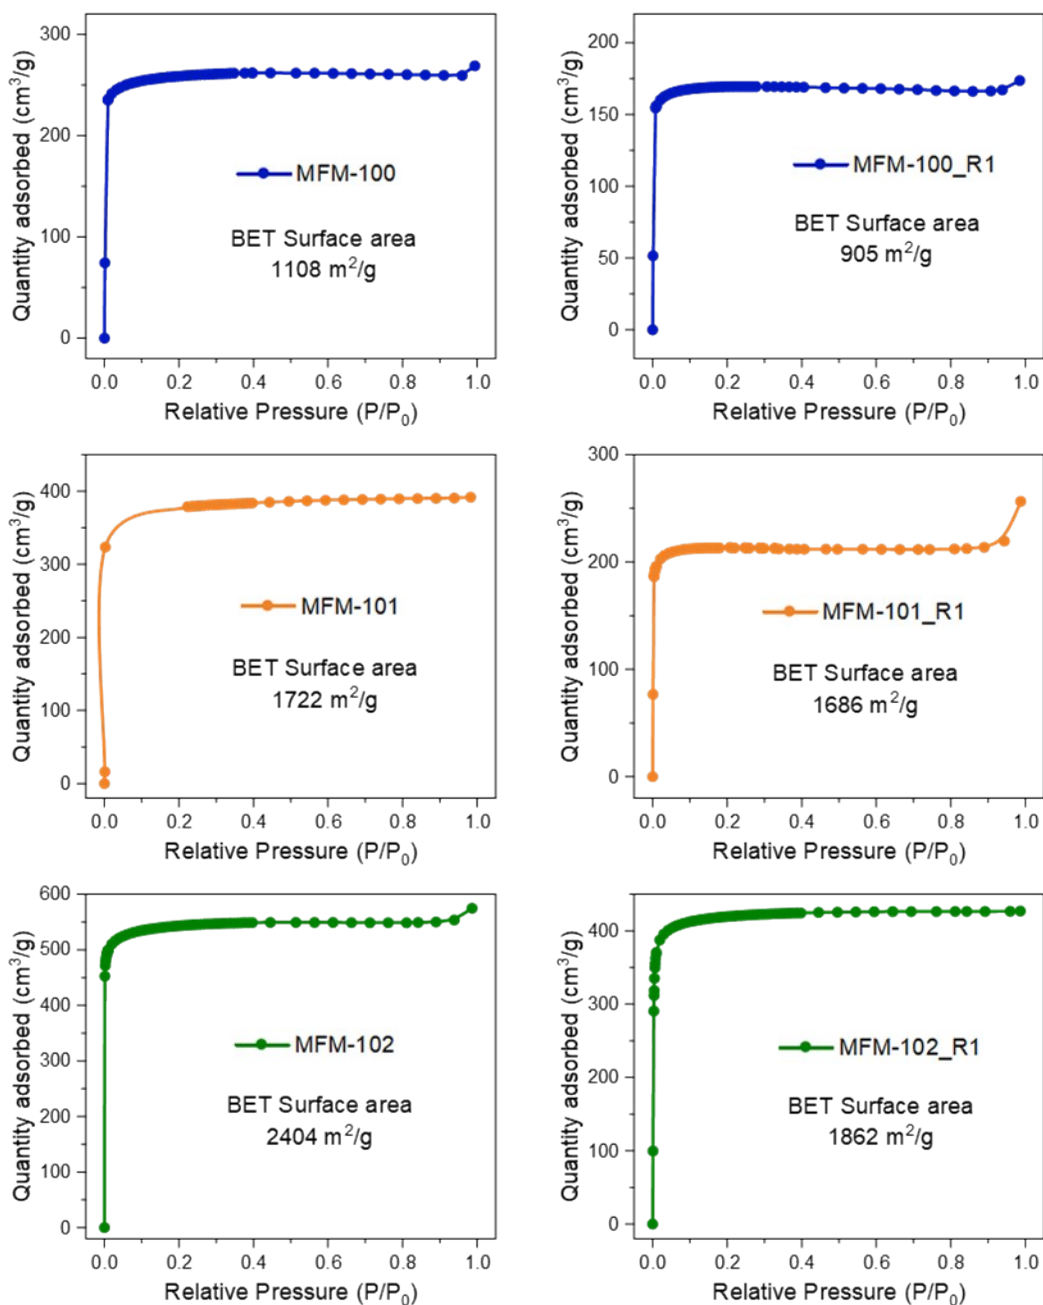 300
200
100
0
Quantity adsorbed (cm³/g)
MFM-100
BET Surface area
1108 m²/g
0.0 0.2 0.4 0.6 0.8 1.0
Relative Pressure (P/P₀)
200
150
100
50
0
Quantity adsorbed (cm³/g)
MFM-100_R1
BET Surface area
905 m²/g
0.0 0.2 0.4 0.6 0.8 1.0
Relative Pressure (P/P₀)
400
300
200
100
0
Quantity adsorbed (cm³/g)
MFM-101
BET Surface area
1722 m²/g
0.0 0.2 0.4 0.6 0.8 1.0
Relative Pressure (P/P₀)
300
200
100
0
Quantity adsorbed (cm³/g)
MFM-101_R1
BET Surface area
1686 m²/g
0.0 0.2 0.4 0.6 0.8 1.0
Relative Pressure (P/P₀)
600
500
400
300
200
100
0
Quantity adsorbed (cm³/g)
MFM-102
BET Surface area
2404 m²/g
0.0 0.2 0.4 0.6 0.8 1.0
Relative Pressure (P/P₀)
400
300
200
100
0
Quantity adsorbed (cm³/g)
MFM-102_R1
BET Surface area
1862 m²/g
0.0 0.2 0.4 0.6 0.8 1.0
Relative Pressure (P/P₀)